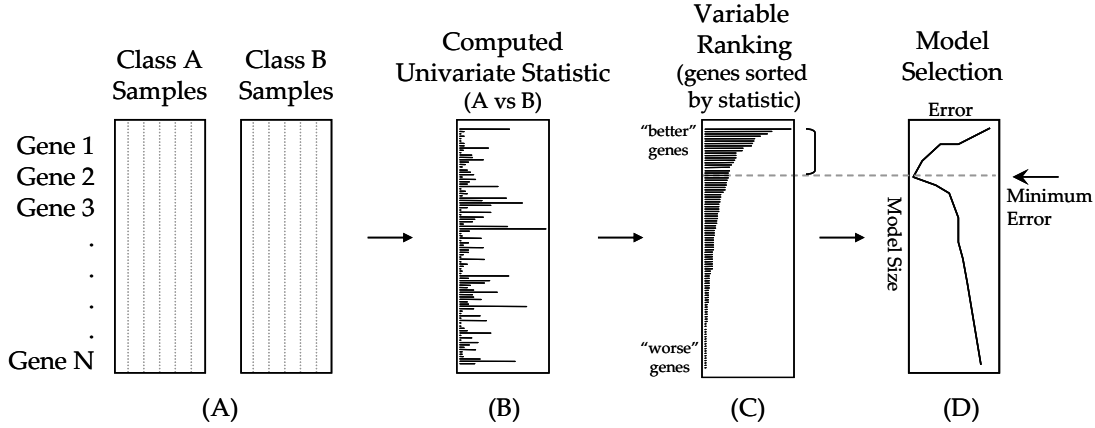 Class A
Samples
Class B
Samples
Computed
Univariate Statistic
(A vs B)
Variable
Ranking
(genes sorted
by statistic)
Model
Selection
Gene 1
Gene 2
Gene 3
.
.
.
.
Gene N
“better”
genes
“worse”
genes
Error
Model Size
Minimum
Error
(A)
(B)
(C)
(D)